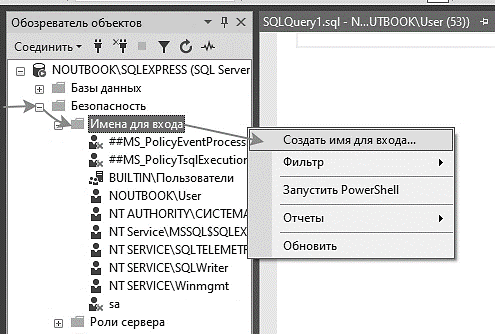 Обозреватель объектов
SQLQuery1.sql - N...UTBOOK\User (53))
Соединить
NOUTBOOK\SQLEXPRESS (SQL Server
Базы данных
Безопасность
Имена для входа
##MS_PolicyEventProcess
##MS_PolicyTsqlExecution
BUILTIN\Пользователи
NOUTBOOK\User
NT AUTHORITY\СИСТЕМА
NT Service\MSSQL$SQLEX
NT SERVICE\SQLTELEMETR
NT SERVICE\SQLWriter
NT SERVICE\Winmgmt
sa
Роли сервера
Создать имя для входа...
Фильтр
Запустить PowerShell
Отчеты
Обновить